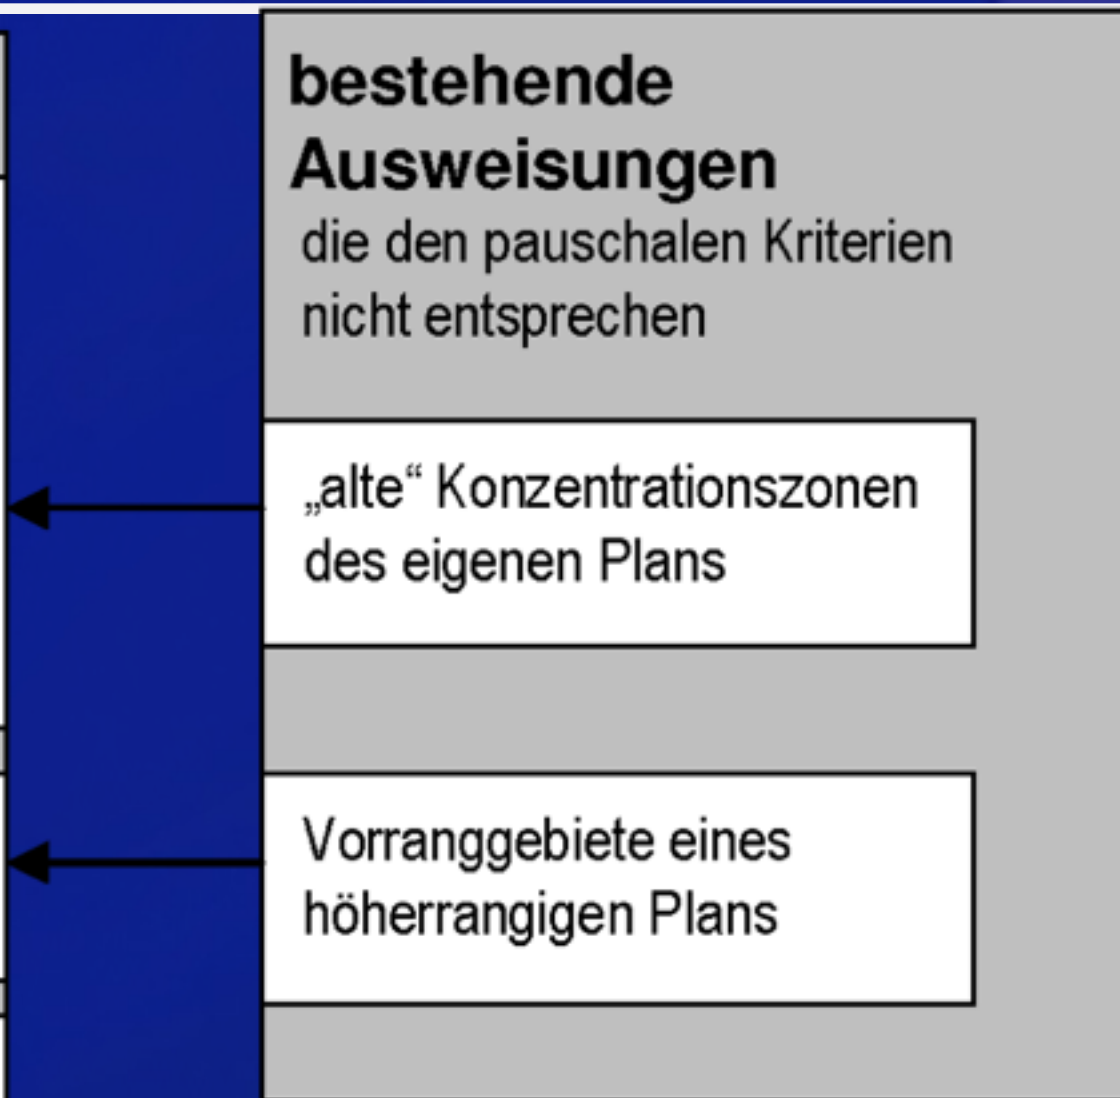 bestehende
Ausweisungen
die den pauschalen Kriterien
nicht entsprechen
„alte“ Konzentrationszonen
des eigenen Plans
Vorranggebiete eines
höherrangigen Plans